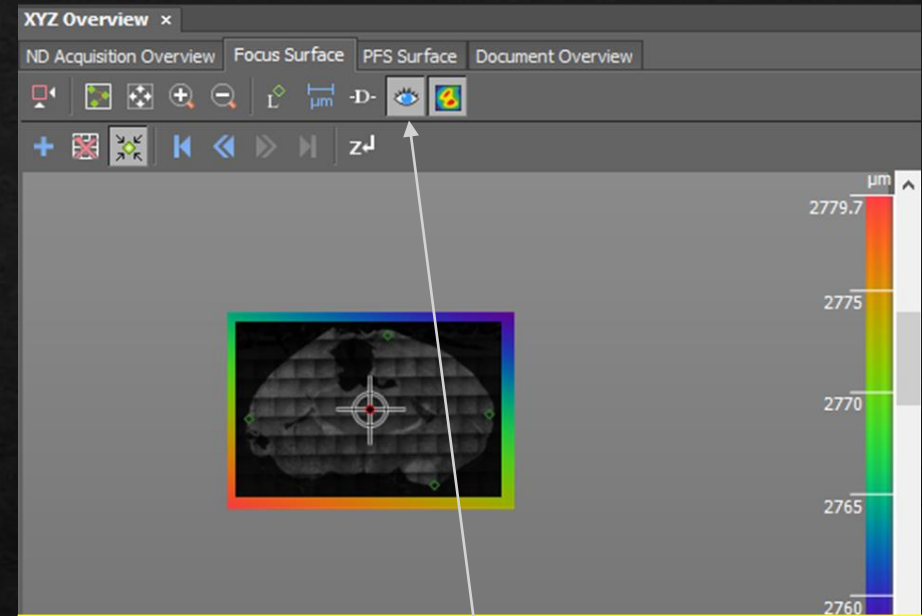 XYZ Overview ×
ND Acquisition Overview Focus Surface PFS Surface Document Overview
L µm -D-
z
µm
2779.7
2775
2770
2765
2760